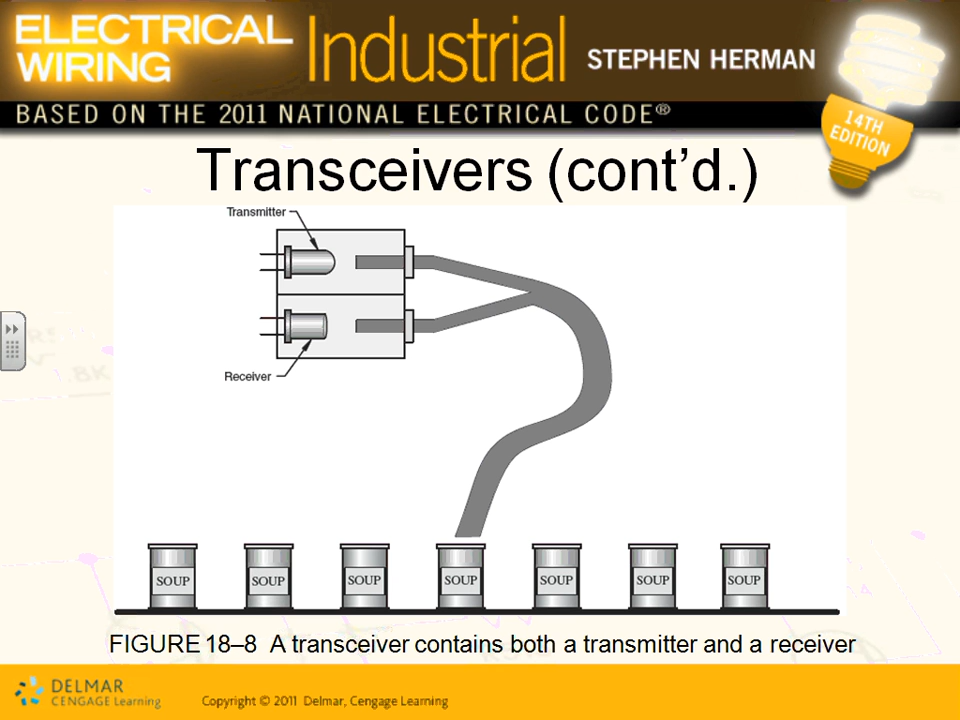 ELECTRICAL
WIRING
Industrial
STEPHEN HERMAN
BASED ON THE 2011 NATIONAL ELECTRICAL CODE®
14TH
EDITION
Transceivers (cont’d.)
Transmitter
Receiver
SOUP SOUP SOUP SOUP SOUP SOUP SOUP
FIGURE 18–8 A transceiver contains both a transmitter and a receiver
DELMAR
CENGAGE Learning
Copyright © 2011 Delmar, Cengage Learning